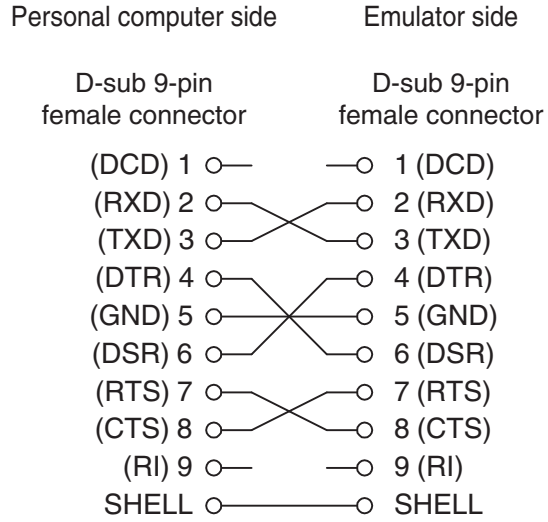 Personal computer side Emulator side
D-sub 9-pin D-sub 9-pin
female connector female connector
(DCD) 1 1 (DCD)
(RXD) 2 2 (RXD)
(TXD) 3 3 (TXD)
(DTR) 4 4 (DTR)
(GND) 5 5 (GND)
(DSR) 6 6 (DSR)
(RTS) 7 7 (RTS)
(CTS) 8 8 (CTS)
(RI) 9 9 (RI)
SHELL SHELL